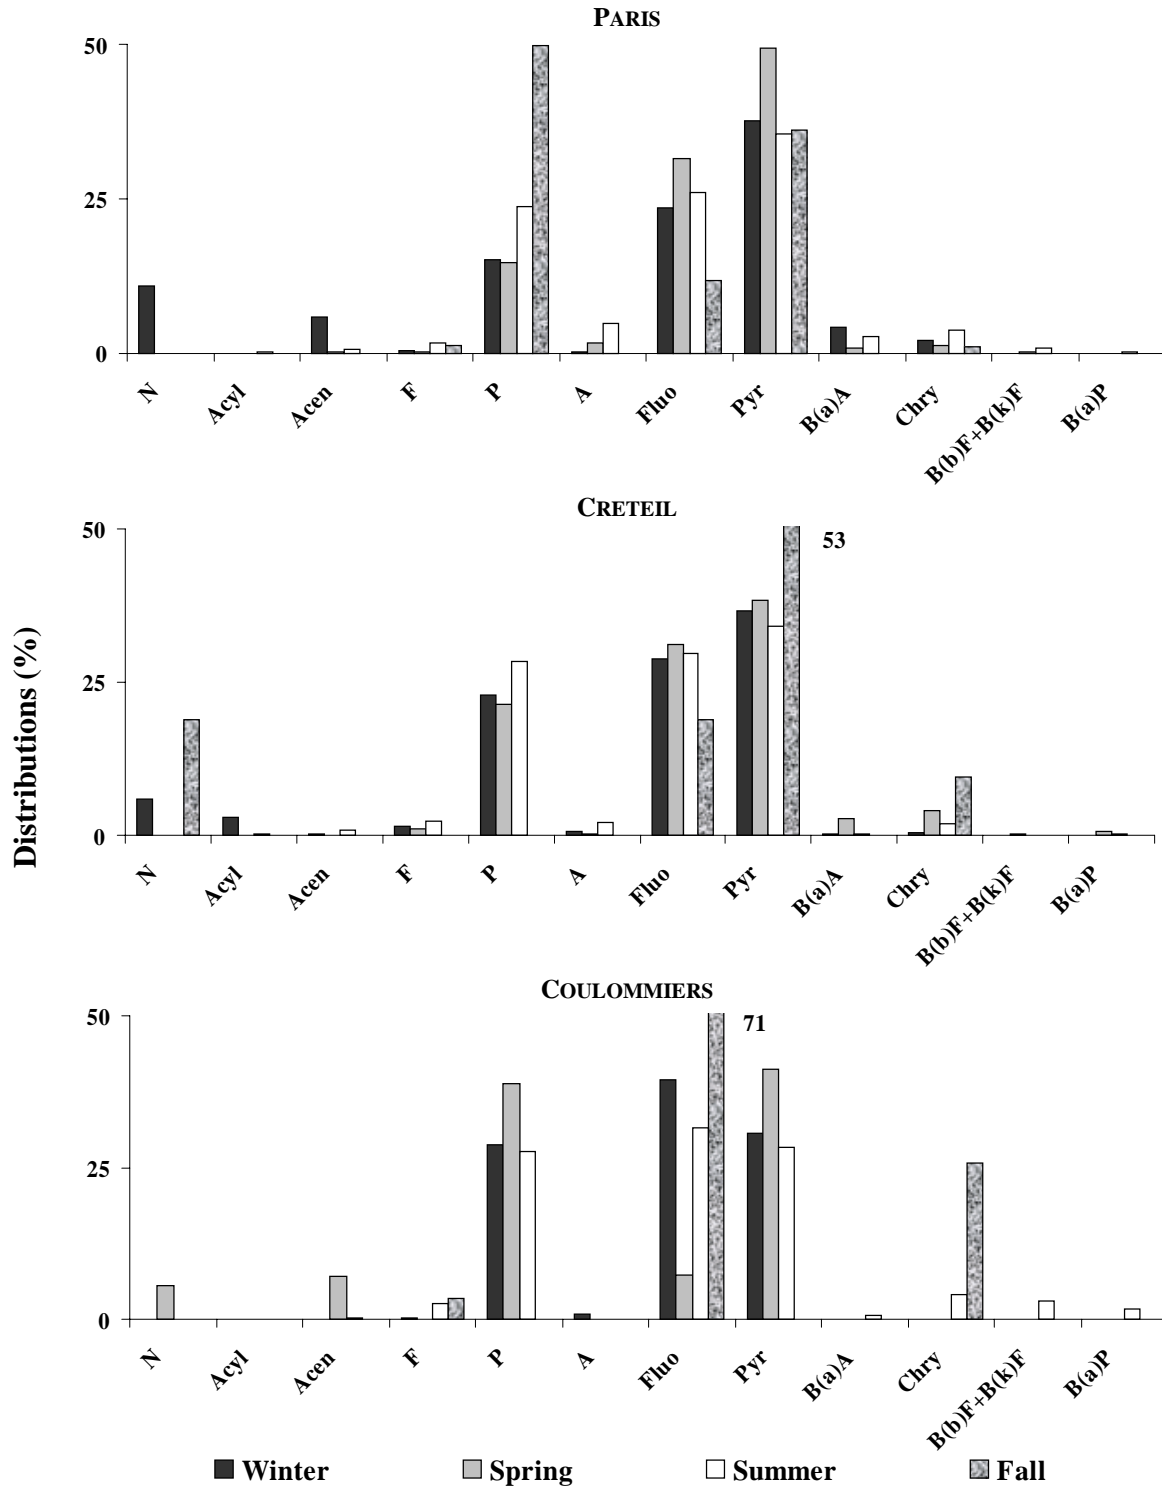 PARIS
50
25
0
N Acyl Acen F P A Fluo Pyr B(a)A Chry B(b)F+B(k)F B(a)P
CRETEIL
50
53
25
0
N Acyl Acen F P A Fluo Pyr B(a)A Chry B(b)F+B(k)F B(a)P
Distributions (%)
COULOMMIERS
50
71
25
0
N Acyl Acen F P A Fluo Pyr B(a)A Chry B(b)F+B(k)F B(a)P
Winter Spring Summer Fall